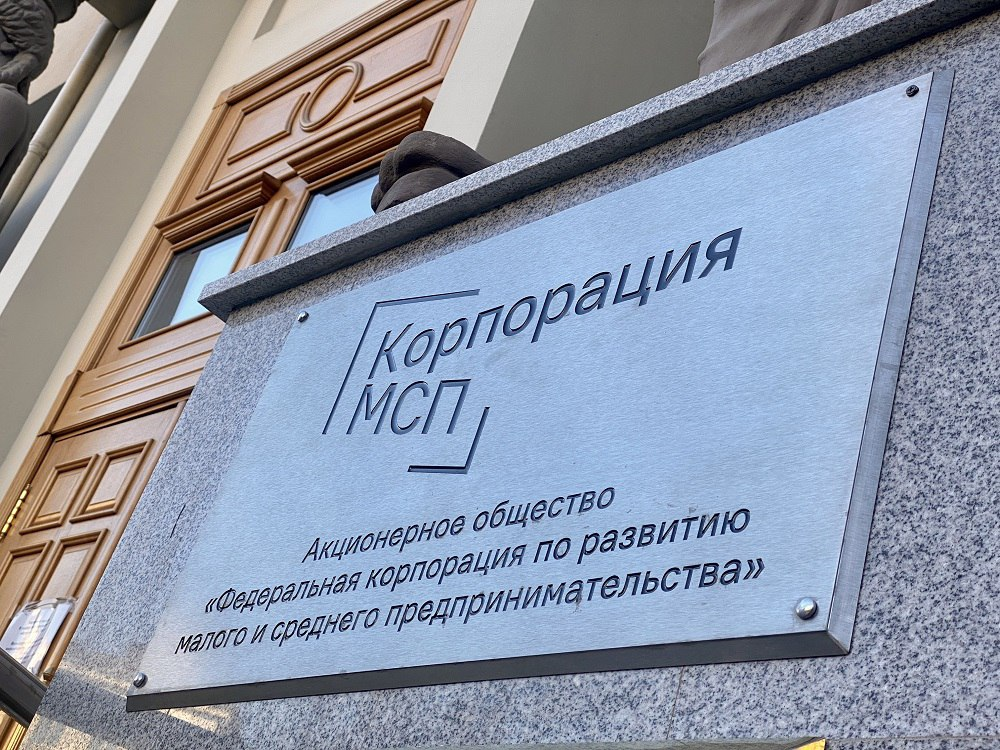 Корпорация
МСП
Акционерное общество
«Федеральная корпорация по развитию
малого и среднего предпринимательства»